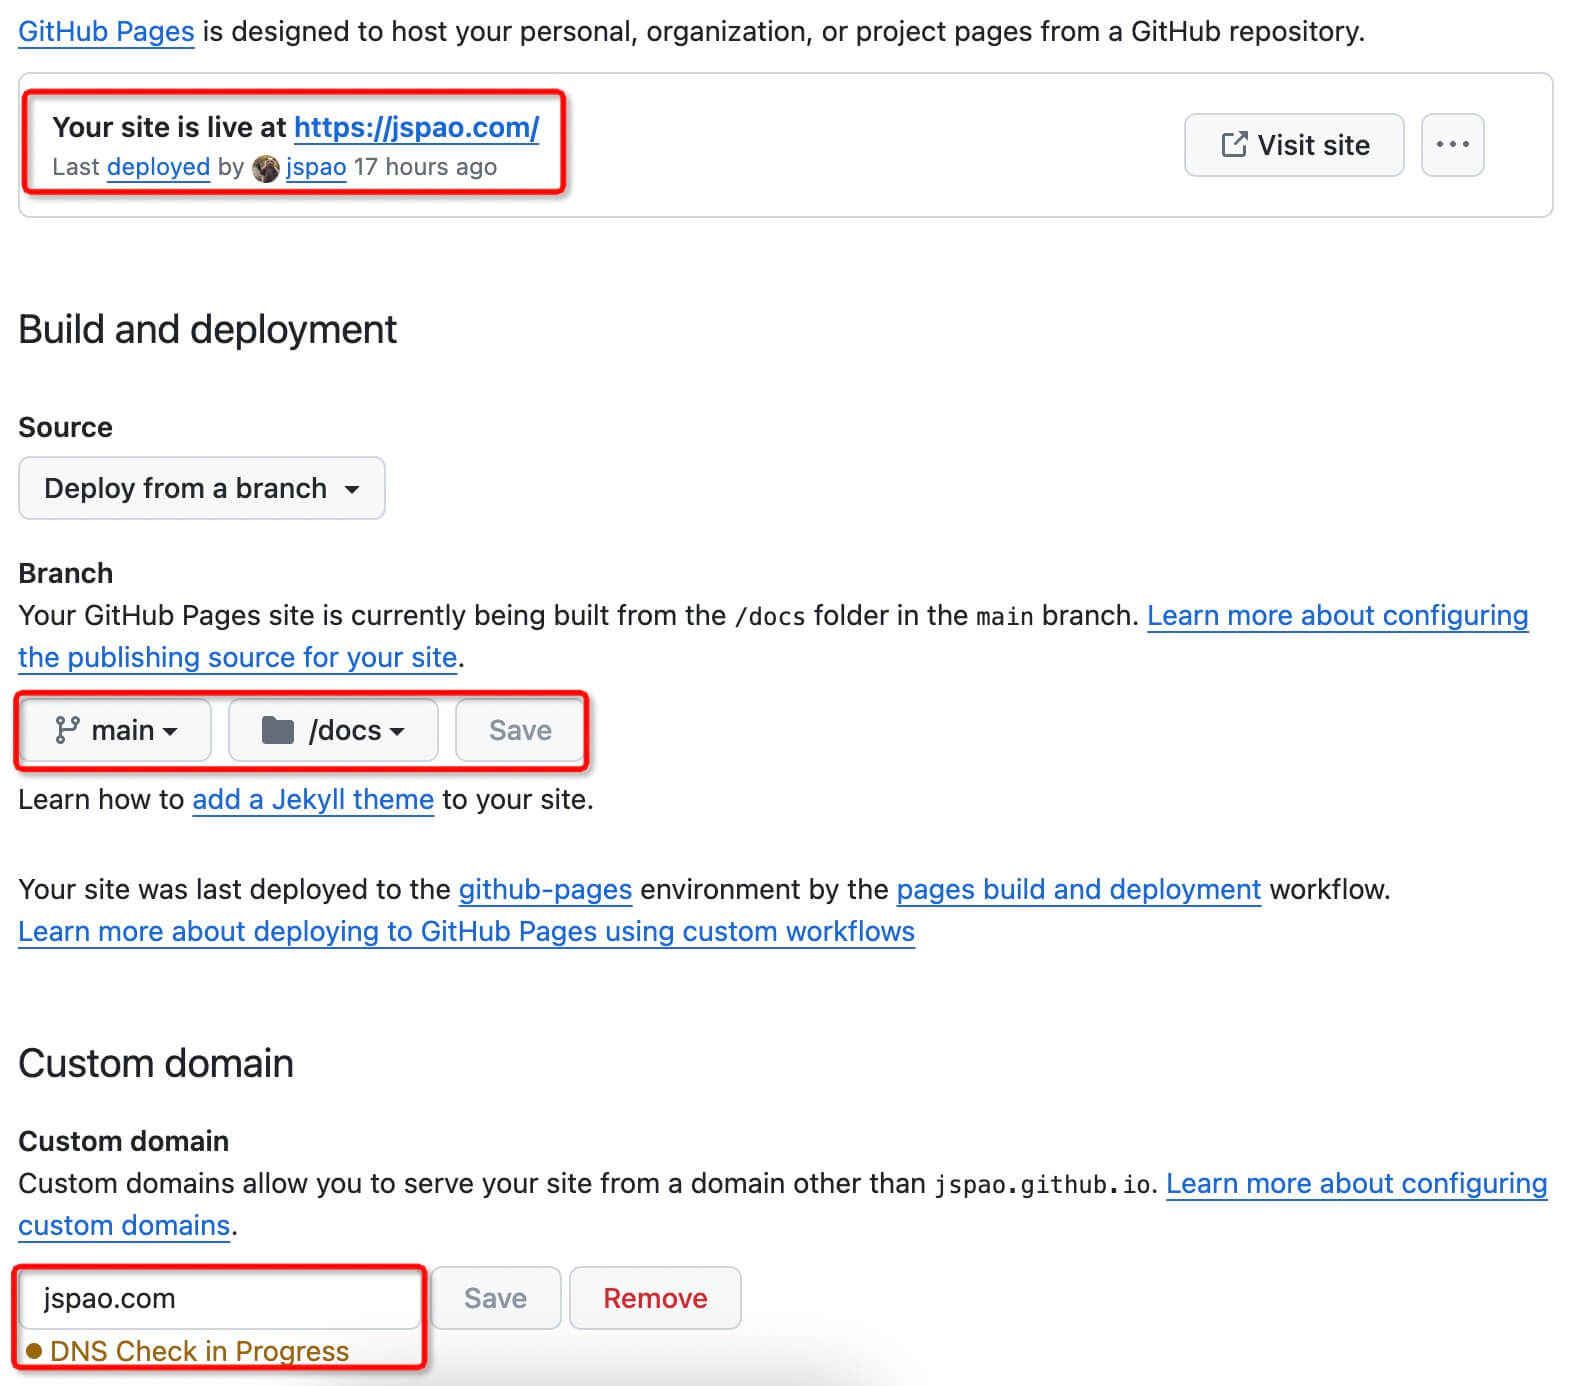 GitHub Pages is designed to host your personal, organization, or project pages from a GitHub repository.
Your site is live at https://jspao.com/
Last deployed by jspao 17 hours ago
Visit site
Build and deployment
Source
Deploy from a branch
Branch
Your GitHub Pages site is currently being built from the /docs folder in the main branch. Learn more about configuring
the publishing source for your site.
main /docs Save
Learn how to add a Jekyll theme to your site.
Your site was last deployed to the github-pages environment by the pages build and deployment workflow.
Learn more about deploying to GitHub Pages using custom workflows
Custom domain
Custom domain
Custom domains allow you to serve your site from a domain other than jspao.github.io. Learn more about configuring
custom domains.
jspao.com Save Remove
DNS Check in Progress